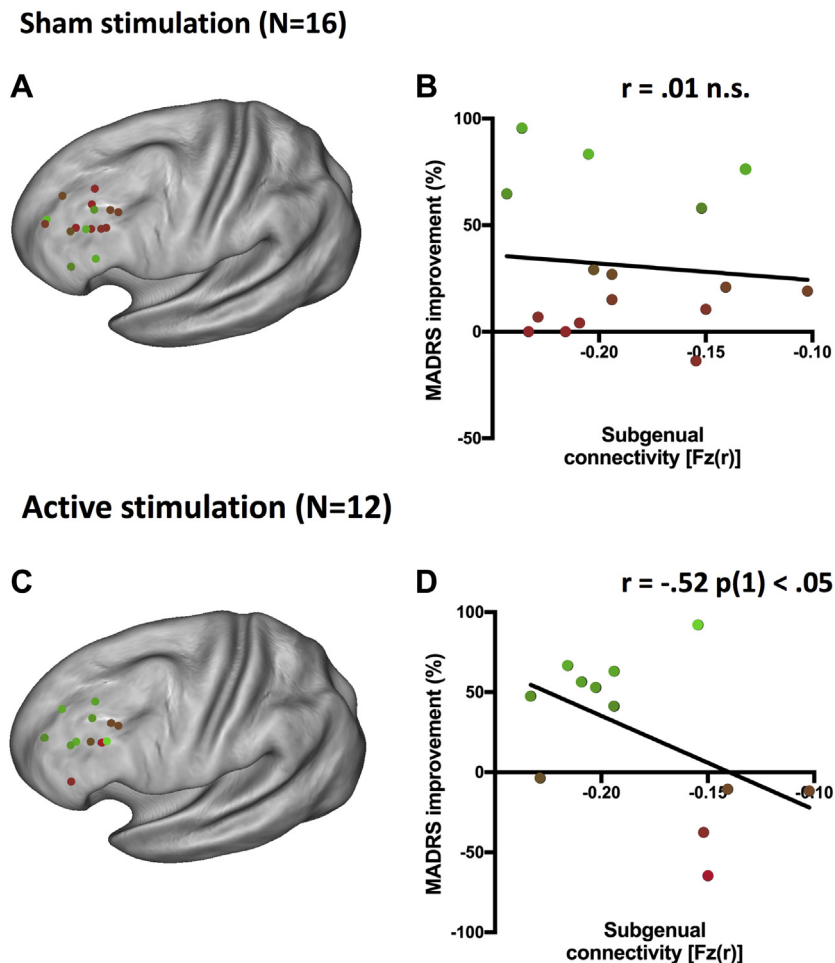 Sham stimulation (N=16)
A
B
r = .01 n.s.
MADRS improvement (%)
100
50
0
-50
-0.20
-0.15
-0.10
Subgenual
connectivity [Fz(r)]
Active stimulation (N=12)
C
D
r = -.52 p(1) < .05
MADRS improvement (%)
100
50
0
-50
-100
-0.20
-0.15
-0.10
Subgenual
connectivity [Fz(r)]